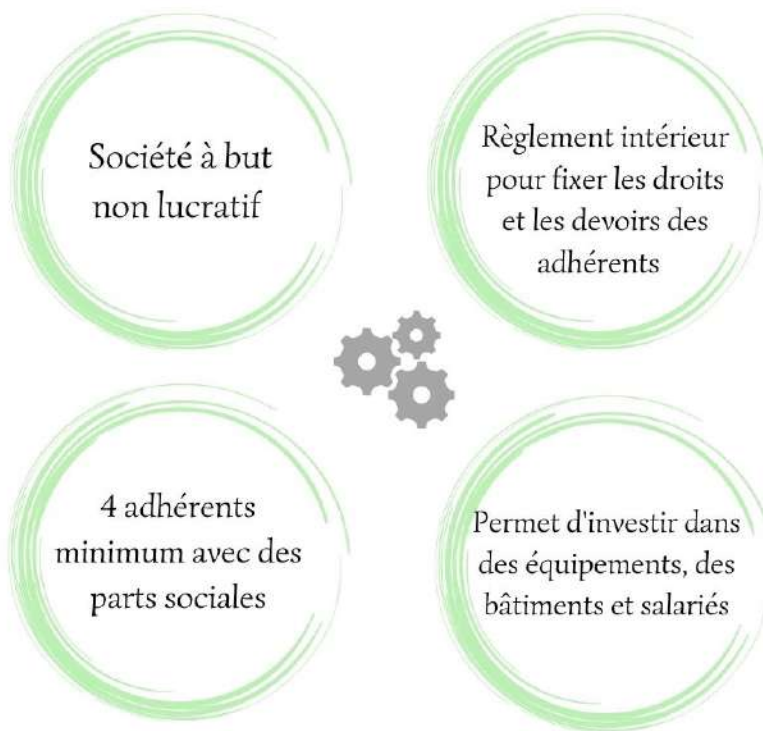 Société à but
non lucratif
Règlement intérieur
pour fixer les droits
et les devoirs des
adhérents
4 adhérents
minimum avec des
parts sociales
Permet d'investir dans
des équipements, des
bâtiments et salariés